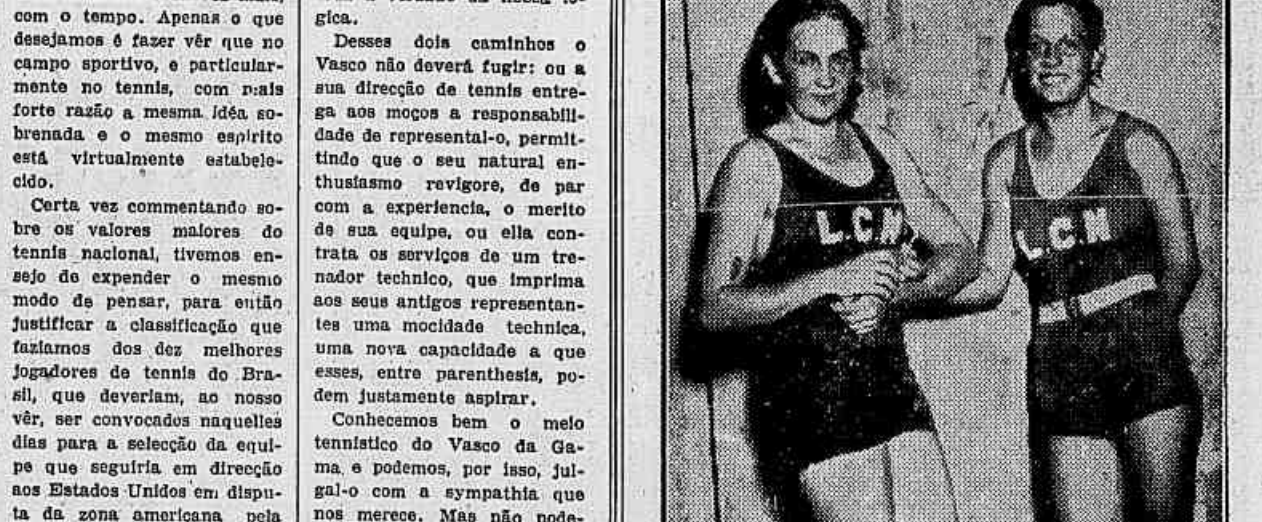 com o tempo. Apenas o que
desejamos é fazer vêr que no
campo sportivo, e particular-
mente no tennis, com mais
forte razão a mesma idéa so-
brenada e o mesmo espirito
está virtualmente estabele-
cido.
Certa vez commentando so-
bre os valores maiores do
tennis nacional, tivemos en-
sejo de expender o mesmo
modo de pensar, para então
justificar a classificação que
faziamos dos dez melhores
jogadores de tennis do Bra-
sil, que deveriam, ao nosso
vêr, ser convocados naquelles
dias para a selecção da equi-
pe que seguiria em direcção
aos Estados Unidos em dispu-
ta da zona americana pela
gica.
Desses dois caminhos o
Vasco não deverá fugir: ou a
sua direcção de tennis entre-
ga aos moços a responsabili-
dade de represental-o, permit-
tindo que o seu natural en-
thusiasmo revigore, de par
com a experiencia, o merito
de sua equipe, ou ella con-
trata os serviços de um tre-
nador technico, que imprima
aos seus antigos representan-
tes uma mocidade technica,
uma nova capacidade a que
esses, entre parenthesis, po-
dem justamente aspirar.
Conhecemos bem o meio
tennistico do Vasco da Ga-
ma e podemos, por isso, jul-
gal-o com a sympathia que
nos merece. Mas não pode-
L.C.N.
L.C.N